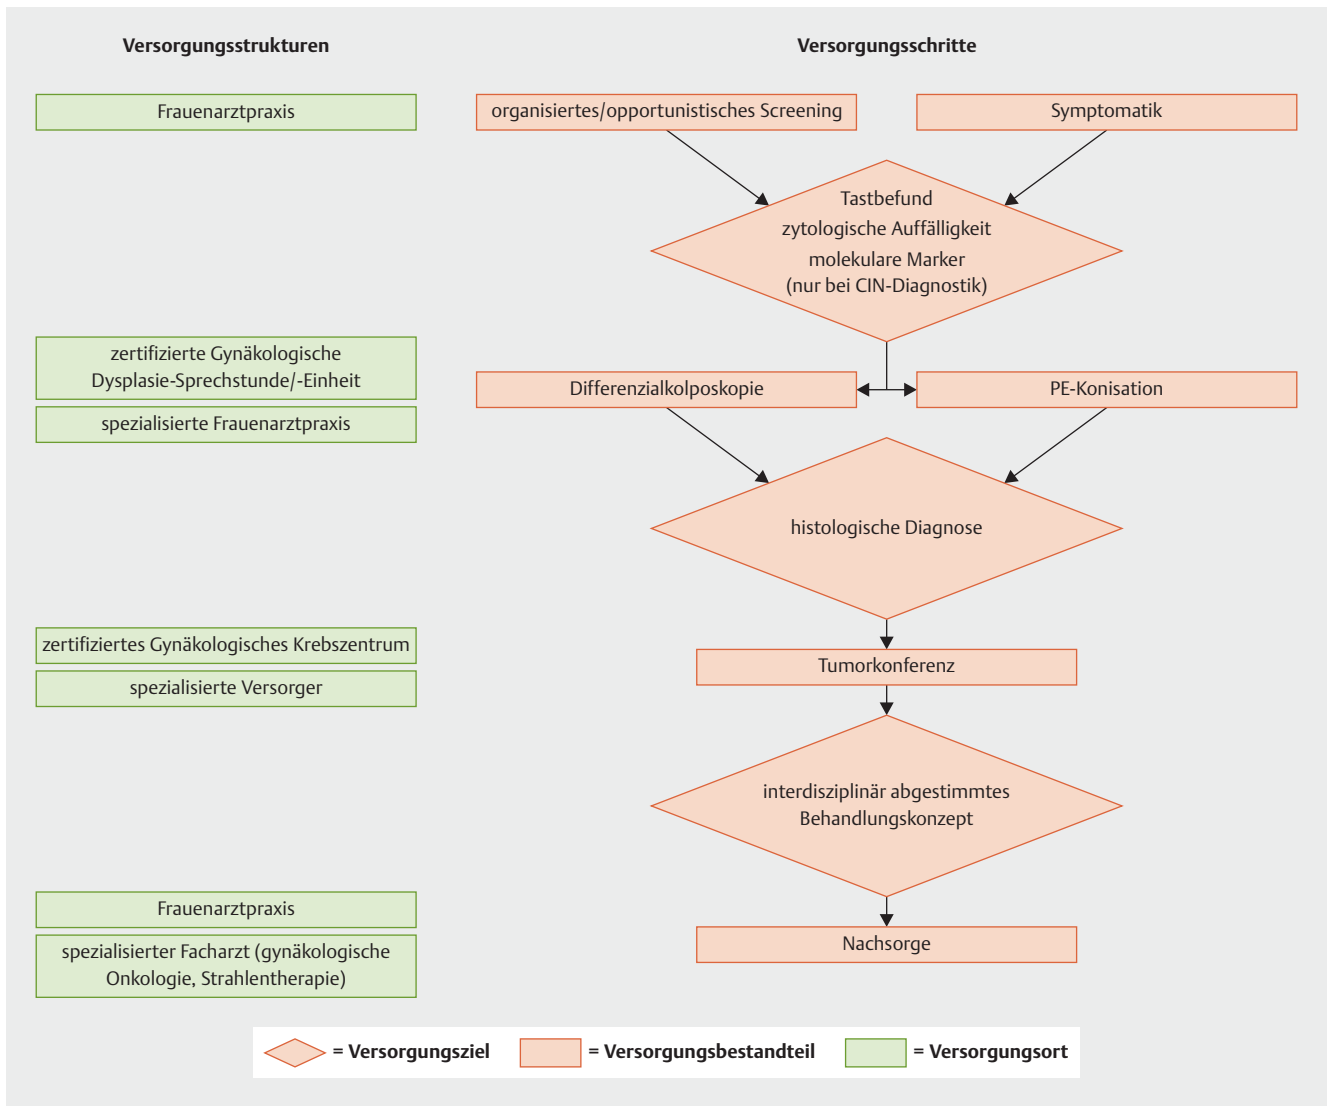 Versorgungsstrukturen
Versorgungsschritte
Frauenarztpraxis
organisiertes/opportunistisches Screening
Symptomatik
Tastbefund
zytologische Auffälligkeit
molekulare Marker
(nur bei CIN-Diagnostik)
zertifizierte Gynäkologische
Dysplasie-Sprechstunde/-Einheit
spezialisierte Frauenarztpraxis
Differenzialkolposkopie
PE-Konisation
histologische Diagnose
zertifiziertes Gynäkologisches Krebszentrum
spezialisierte Versorger
Tumorkonferenz
interdisziplinär abgestimmtes
Behandlungskonzept
Frauenarztpraxis
spezialisierter Facharzt (gynäkologische
Onkologie, Strahlentherapie)
Nachsorge
= Versorgungsziel
= Versorgungsbestandteil
= Versorgungsort